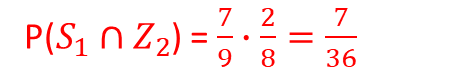 P(S₁ ∩ Z₂) = 7/9 · 2/8 = 7/36